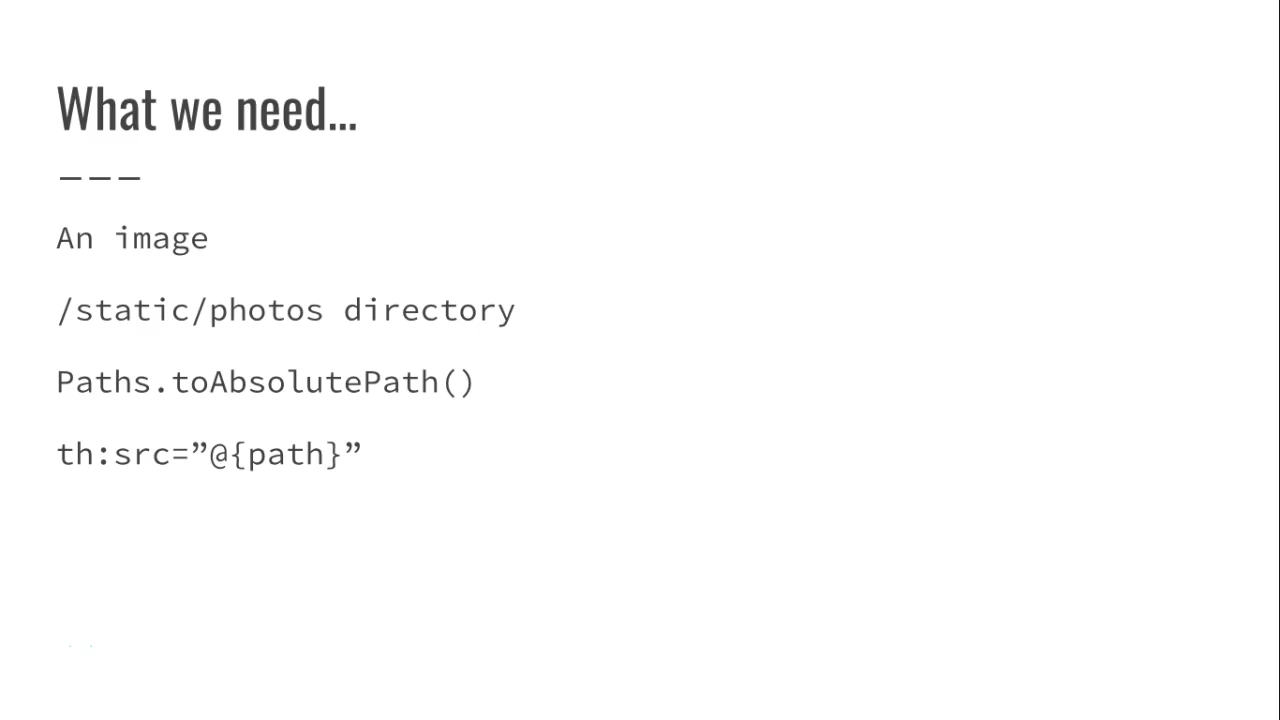 What we need...
An image
/static/photos directory
Paths.toAbsolutePath()
th:src=”@{path}”